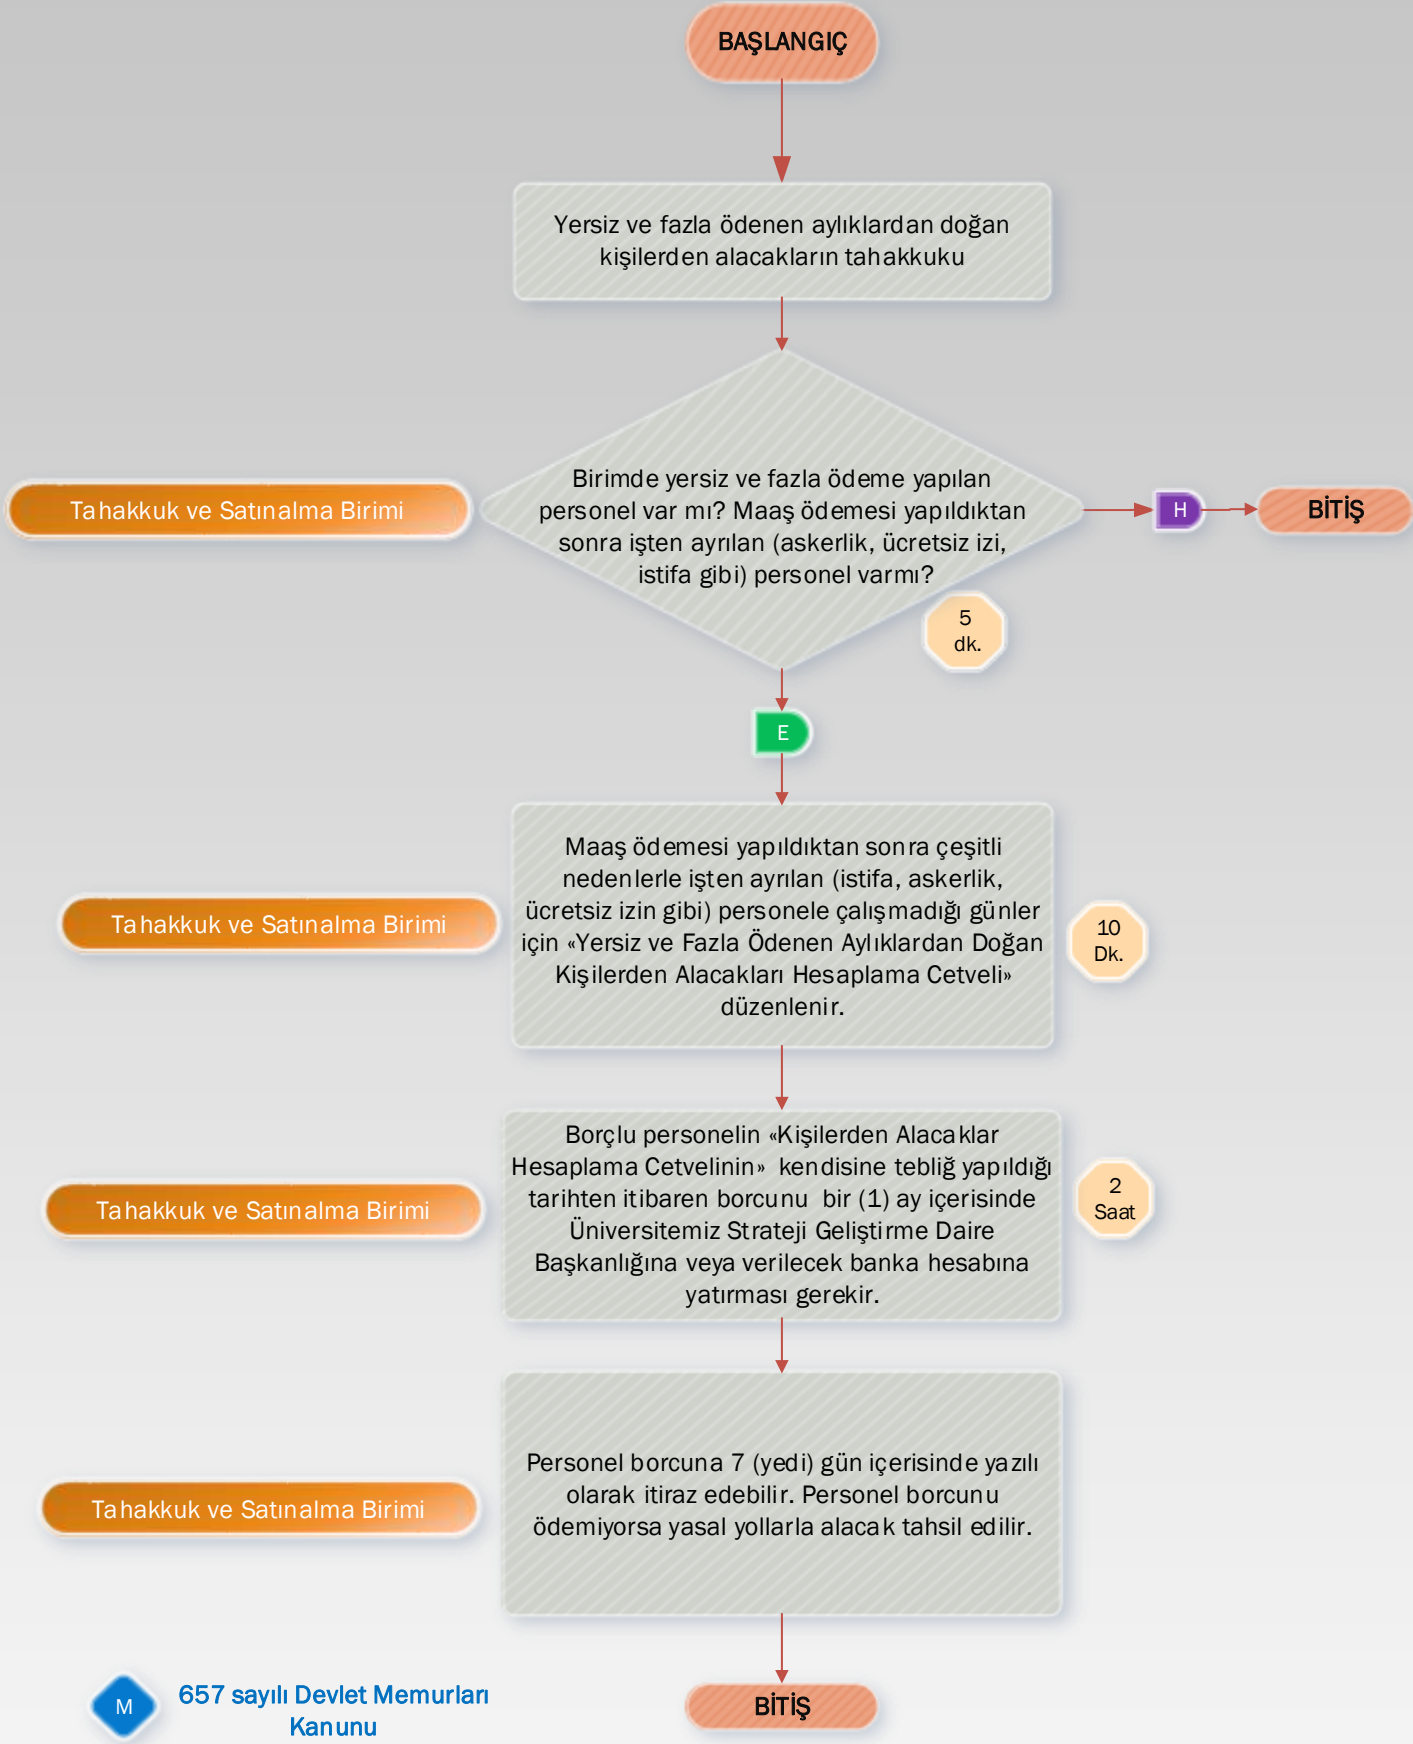 BAŞLANGIÇ
Yersiz ve fazla ödenen aylıklardan doğan
kişilerden alacakların tahakkuku
Tahakkuk ve Satınalma Birimi
Birimde yersiz ve fazla ödeme yapılan
personel var mı? Maaş ödemesi yapıldıktan
sonra işten ayrılan (askerlik, ücretsiz izi,
istifa gibi) personel varmı?
H
BİTİŞ
5
dk.
E
Tahakkuk ve Satınalma Birimi
Maaş ödemesi yapıldıktan sonra çeşitli
nedenlerle işten ayrılan (istifa, askerlik,
ücretsiz izin gibi) personele çalışmadığı günler
için «Yersiz ve Fazla Ödenen Aylıklardan Doğan
Kişilerden Alacakları Hesaplama Cetveli»
düzenlenir.
10
Dk.
Tahakkuk ve Satınalma Birimi
Borçlu personelin «Kişilerden Alacaklar
Hesaplama Cetvelinin» kendisine tebliğ yapıldığı
tarihten itibaren borcunu bir (1) ay içerisinde
Üniversitemiz Strateji Geliştirme Daire
Başkanlığına veya verilecek banka hesabına
yatırması gerekir.
2
Saat
Tahakkuk ve Satınalma Birimi
Personel borcuna 7 (yedi) gün içerisinde yazılı
olarak itiraz edebilir. Personel borcunu
ödemiyorsa yasal yollarla alacak tahsil edilir.
M
657 sayılı Devlet Memurları
Kanunu
BİTİŞ